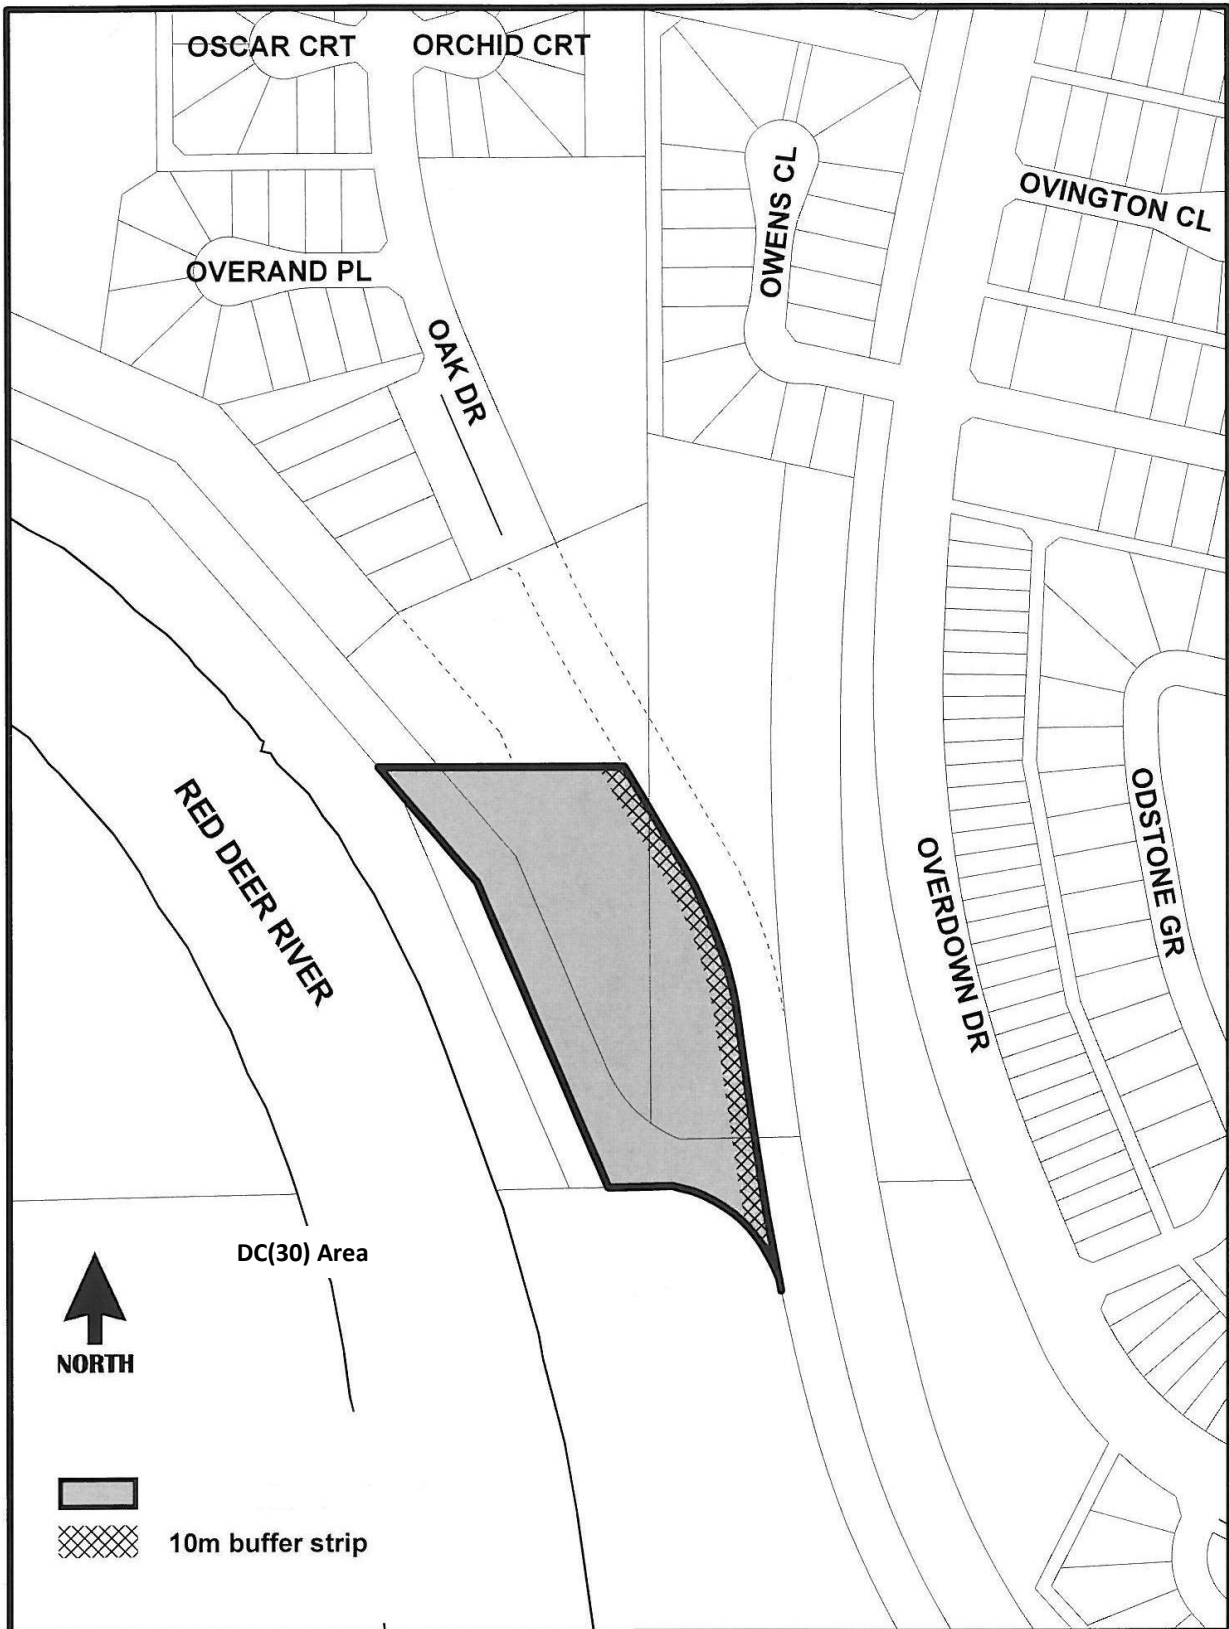 OSCAR CRT
ORCHID CRT
OWENS CL
OVINGTON CL
OVERAND PL
OAK DR
RED DEER RIVER
OVERDOWN DR
ODSTONE GR
DC(30) Area
NORTH
10m buffer strip